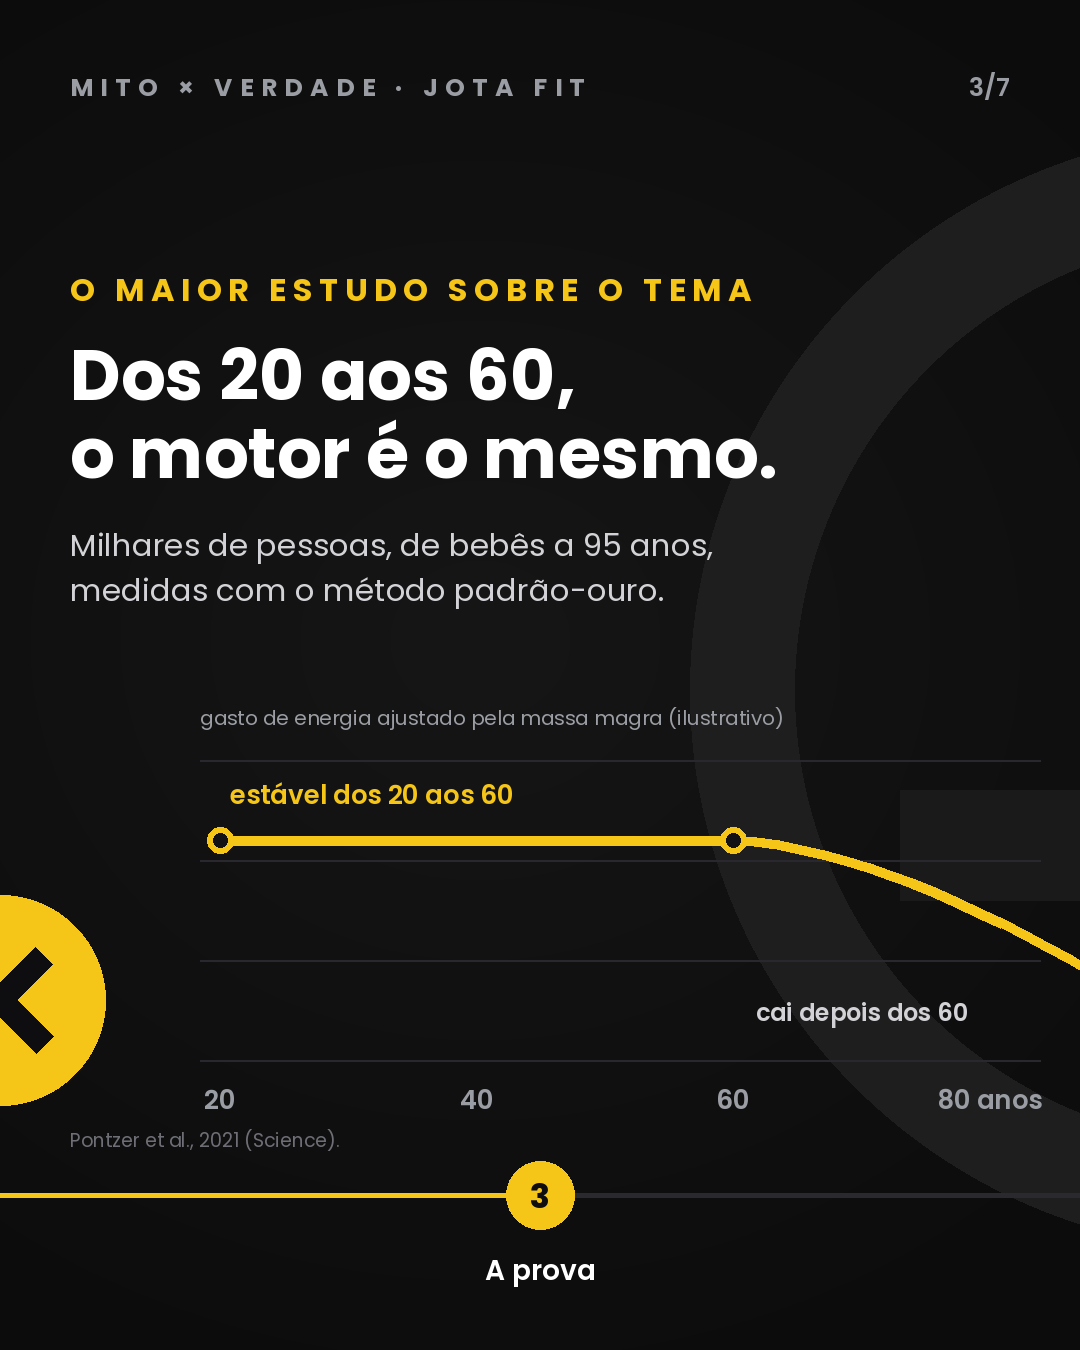 MITO × VERDADE · JOTA FIT
3/7
O MAIOR ESTUDO SOBRE O TEMA
Dos 20 aos 60,
o motor é o mesmo.
Milhares de pessoas, de bebês a 95 anos,
medidas com o método padrão-ouro.
gasto de energia ajustado pela massa magra (ilustrativo)
estável dos 20 aos 60
cai depois dos 60
20 40 60 80 anos
Pontzer et al., 2021 (Science).
3
A prova